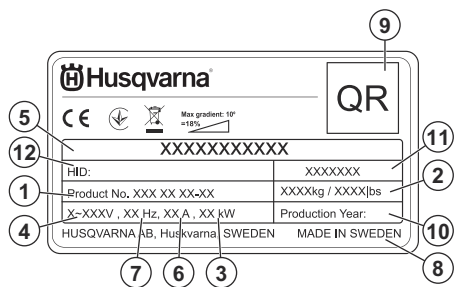 9
Husqvarna
QR
CE
Max gradient: 10°
=18%
5
XXXXXXXXXXX
11
12
HID:
XXXXXXX
2
1
Product No. XXX XX XX-XX
XXXXkg / XXXX|bs
4
X~XXXV , XX Hz, XX A , XX kW
Production Year:
10
HUSQVARNA AB, Huskvarna, SWEDEN
MADE IN SWEDEN
7
6
3
8